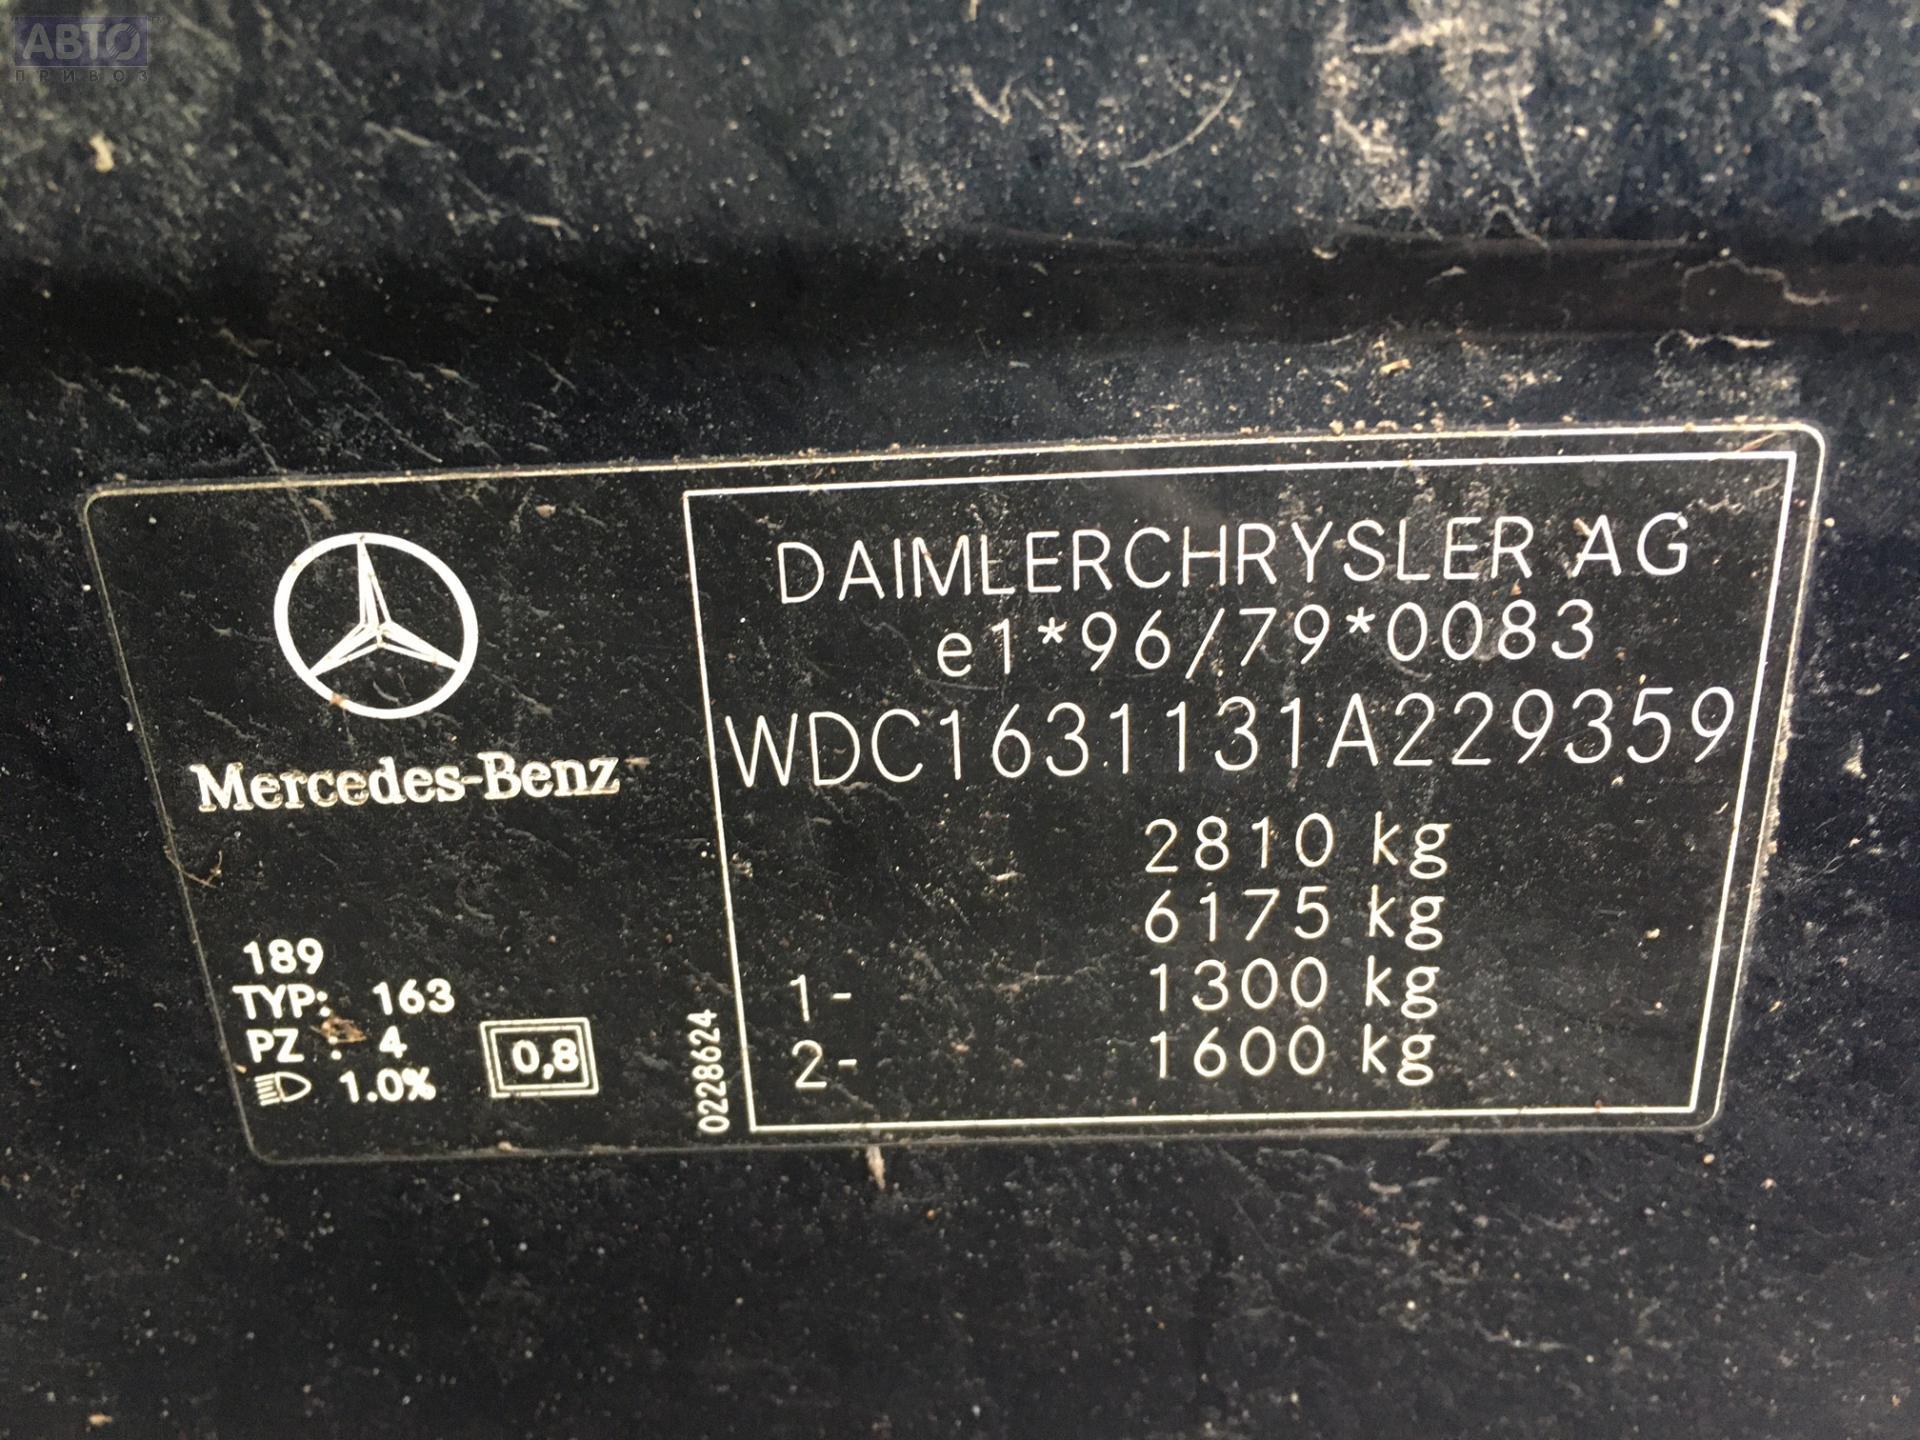 АВТО
ПРИВОЗ
Mercedes-Benz
189
TYP: 163
PZ : 4
1.0%
0,8
0228624
DAIMLERCHRYSLER AG
e1*96/79*0083
WDC1631131A229359
2810 kg
6175 kg
1- 1300 kg
2- 1600 kg